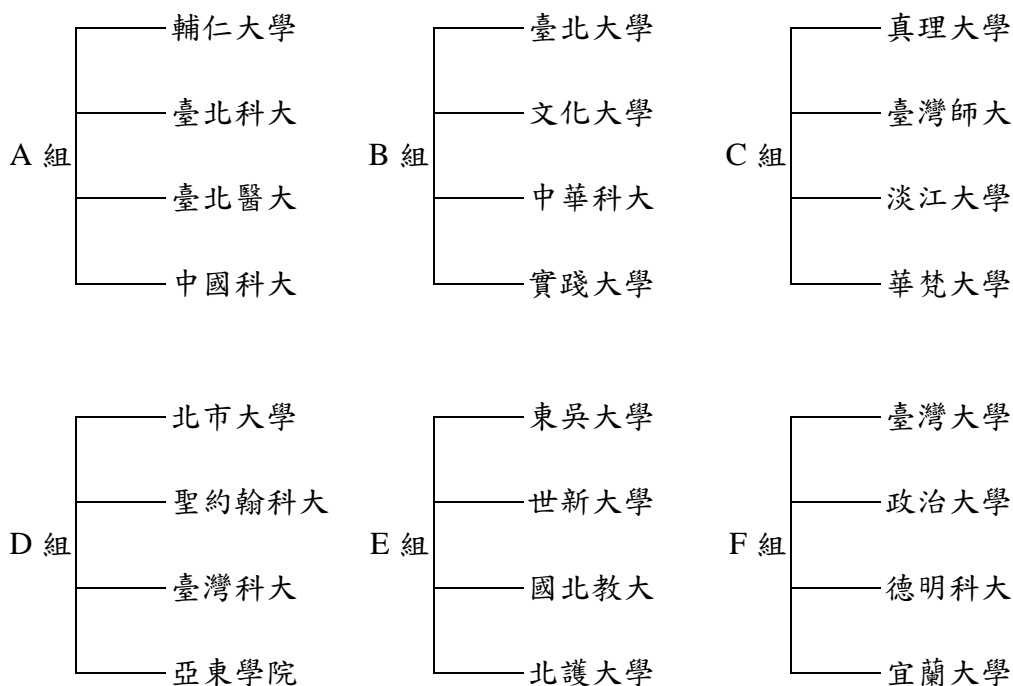 A 組
輔仁大學
臺北科大
臺北醫大
中國科大
B 組
臺北大學
文化大學
中華科大
實踐大學
C 組
真理大學
臺灣師大
淡江大學
華梵大學
D 組
北市大學
聖約翰科大
臺灣科大
亞東學院
E 組
東吳大學
世新大學
國北教大
北護大學
F 組
臺灣大學
政治大學
德明科大
宜蘭大學